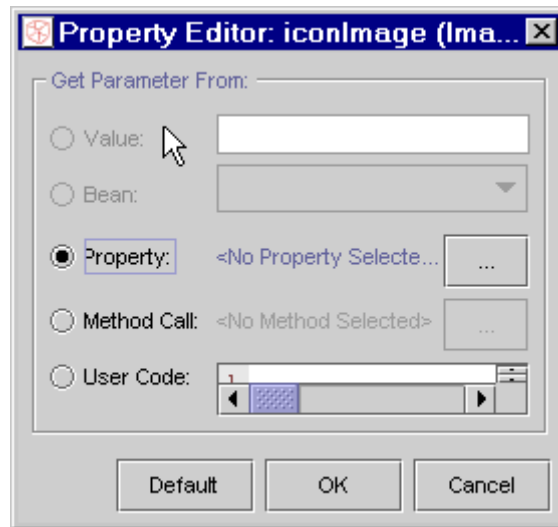 Property Editor: iconImage (Ima...
Get Parameter From:
Value:
Bean:
Property: <No Property Selecte... ...
Method Call: <No Method Selected> ...
User Code: 1
Default OK Cancel